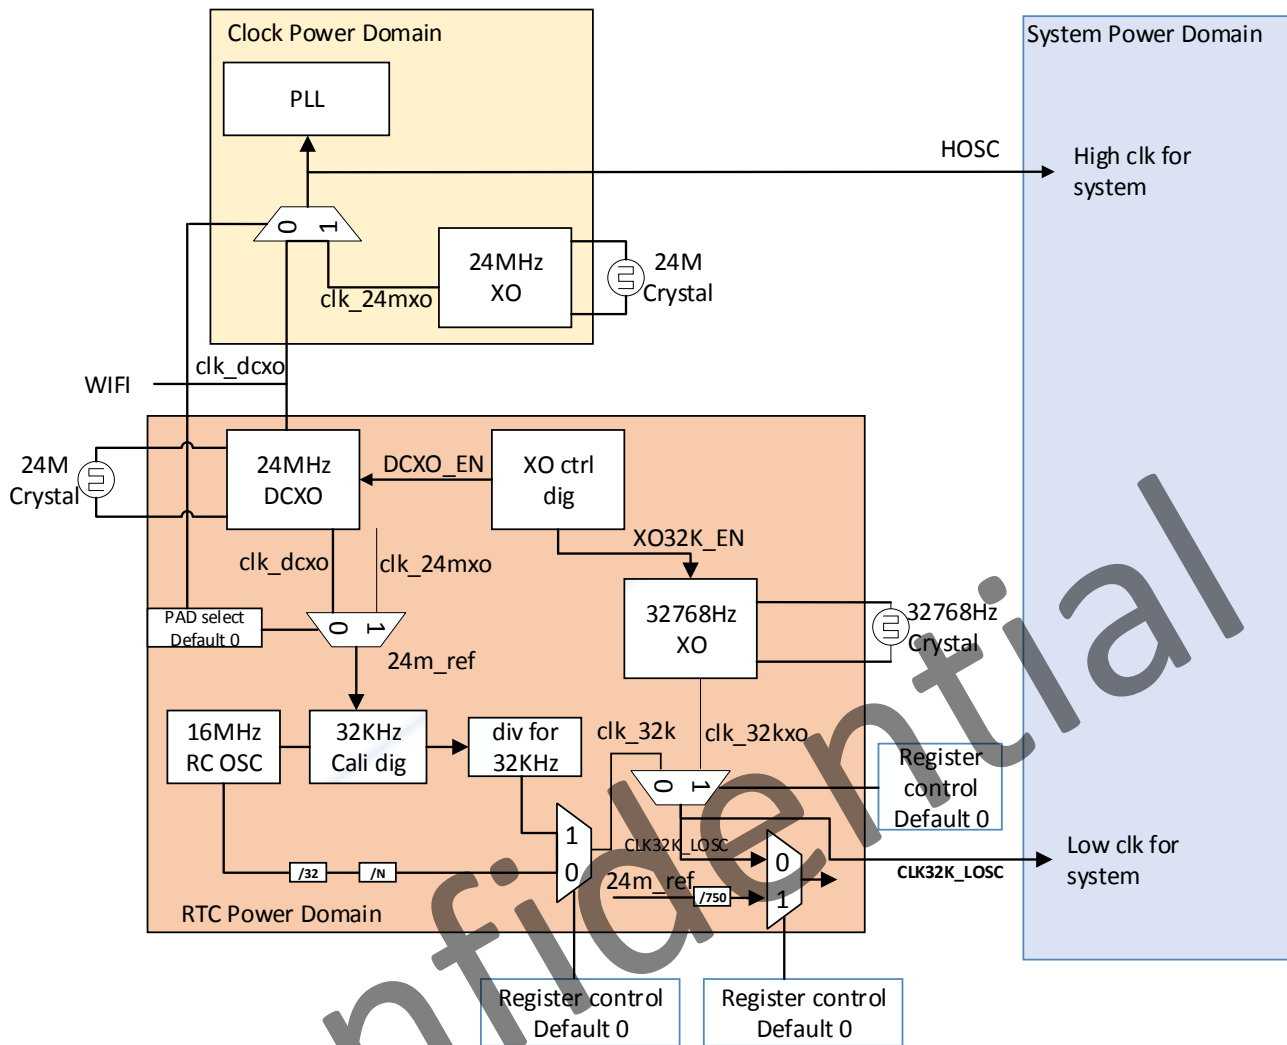 Clock Power Domain
System Power Domain
PLL
HOSC
High clk for
system
0
1
24MHz
XO
24M
Crystal
clk_24mxo
clk_dcxo
WIFI
24M
Crystal
24MHz
DCXO
DCXO_EN
XO ctrl
dig
XO32K_EN
clk_dcxo
clk_24mxo
32768Hz
XO
32768Hz
Crystal
PAD select
Default 0
0
1
24m_ref
16MHz
RC OSC
32KHz
Cali dig
div for
32KHz
clk_32k
clk_32kxo
0
1
Register
control
Default 0
1
0
CLK32K_LOSC
0
1
24m_ref
/750
/32
/N
CLK32K_LOSC
Low clk for
system
RTC Power Domain
Register control
Default 0
Register control
Default 0
nfidential